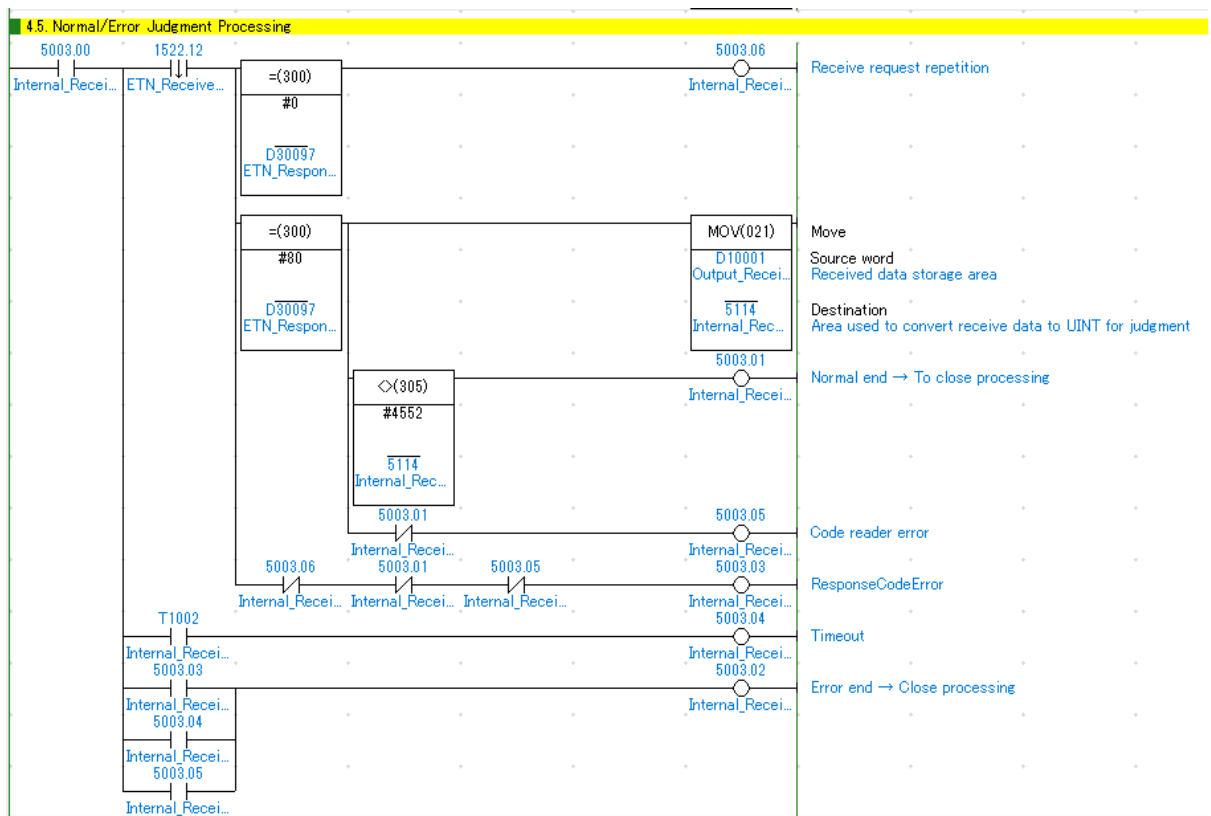 4.5. Normal/Error Judgment Processing
5003.00 1522.12 5003.06
Internal_Recei... ETN_Receive... Internal_Recei... Receive request repetition
=(300)
#0
D30097
ETN_Respon...
=(300) MOV(021) Move
#80 D10001 Source word
Output_Recei... Received data storage area
D30097 5114 Destination
ETN_Respon... Internal_Rec... Area used to convert receive data to UINT for judgment
5003.01
<>(305) Internal_Recei... Normal end → To close processing
#4552
5114
Internal_Rec...
5003.01 5003.05
Internal_Recei... Internal_Recei... Code reader error
5003.06 5003.01 5003.05 5003.03
Internal_Recei... Internal_Recei... Internal_Recei... Internal_Recei... ResponseCodeError
T1002 5003.04
Internal_Recei... Internal_Recei... Timeout
5003.03 5003.02
Internal_Recei... Internal_Recei... Error end → Close processing
5003.04
Internal_Recei...
5003.05
Internal_Recei...